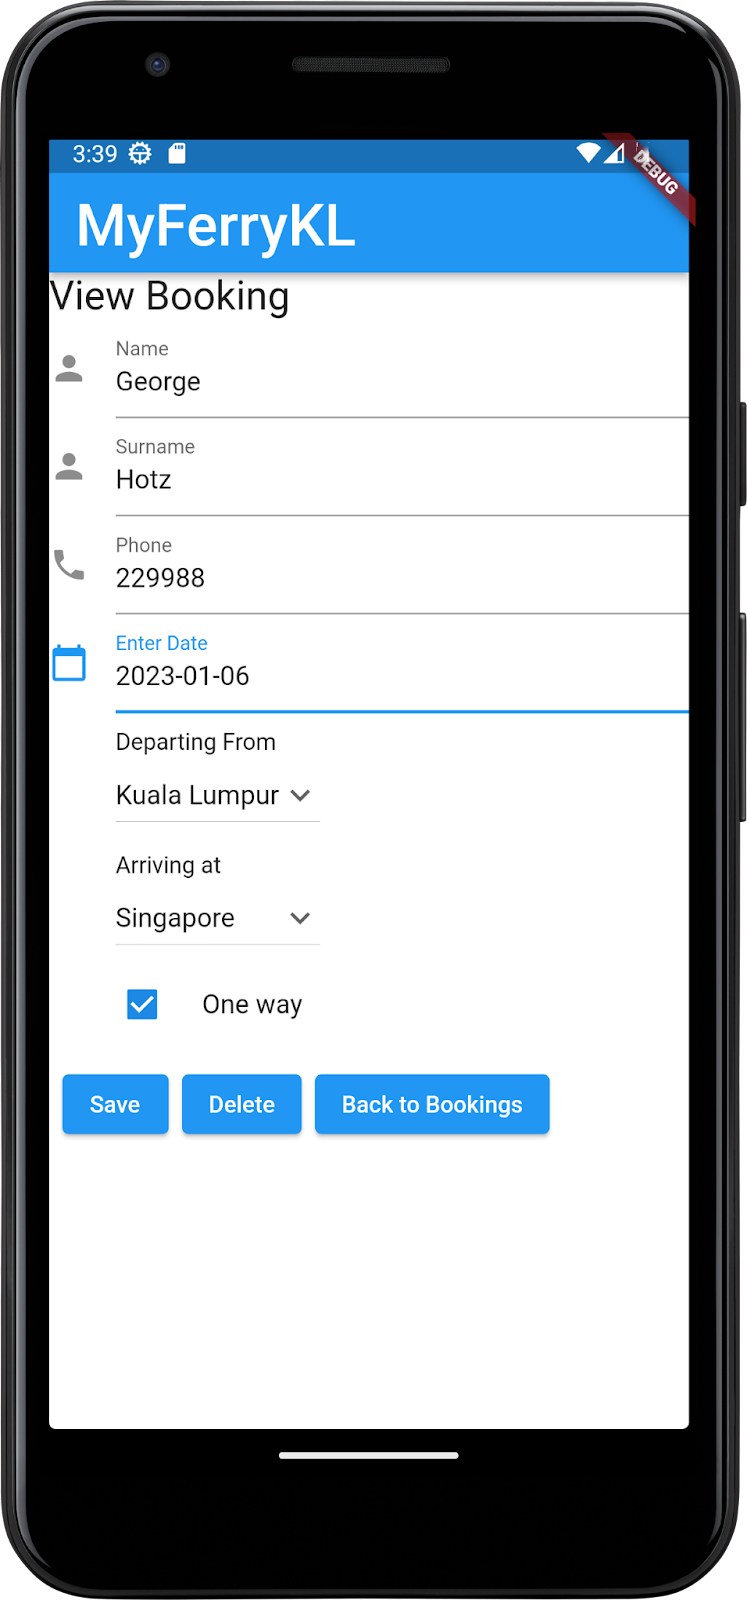 3:39
DEBUG
MyFerryKL
View Booking
Name
George
Surname
Hotz
Phone
229988
Enter Date
2023-01-06
Departing From
Kuala Lumpur
Arriving at
Singapore
One way
Save Delete Back to Bookings